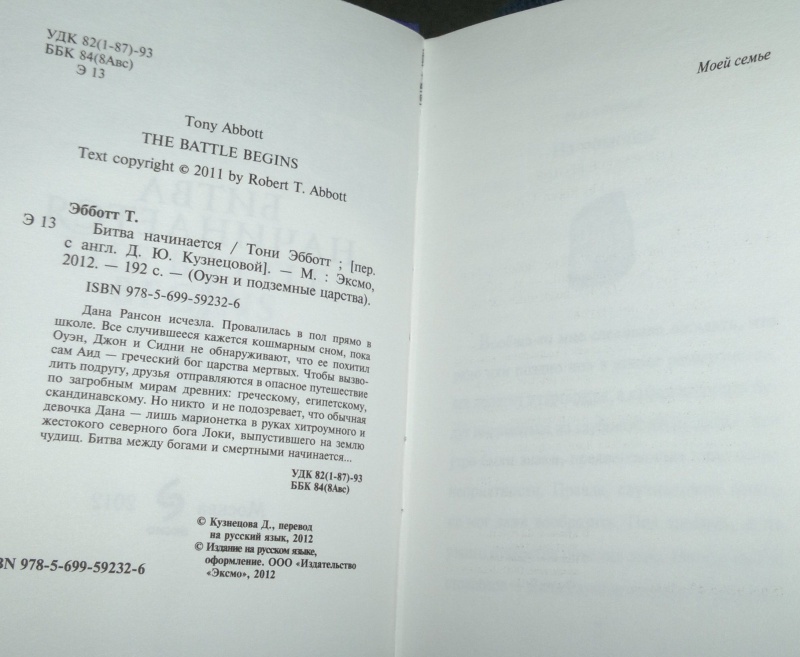 УДК 82(1-87)-93
ББК 84(8Авс)
Э 13
Tony Abbott
THE BATTLE BEGINS
Text copyright © 2011 by Robert T. Abbott
Эбботт Т.
Э 13
Битва начинается / Тони Эбботт ; [пер.
с англ. Д. Ю. Кузнецовой]. — М. : Эксмо,
2012. — 192 с. — (Оуэн и подземные царства).
ISBN 978-5-699-59232-6
Дана Рансон исчезла. Провалилась в пол прямо в
школе. Все случившееся кажется кошмарным сном, пока
Оуэн, Джон и Сидни не обнаруживают, что ее похитил
сам Аид — греческий бог царства мертвых. Чтобы вызво-
лить подругу, друзья отправляются в опасное путешествие
по загробным мирам древних: греческому, египетскому,
скандинавскому. Но никто и не подозревает, что обычная
девочка Дана — лишь марионетка в руках хитроумного и
жестокого северного бога Локи, выпустившего на землю
чудищ. Битва между богами и смертными начинается...
УДК 82(1-87)-93
ББК 84(8Авс)
© Кузнецова Д., перевод
на русский язык, 2012
© Издание на русском языке,
оформление. ООО «Издательство
«Эксмо», 2012
BN 978-5-699-59232-6
Моей семье